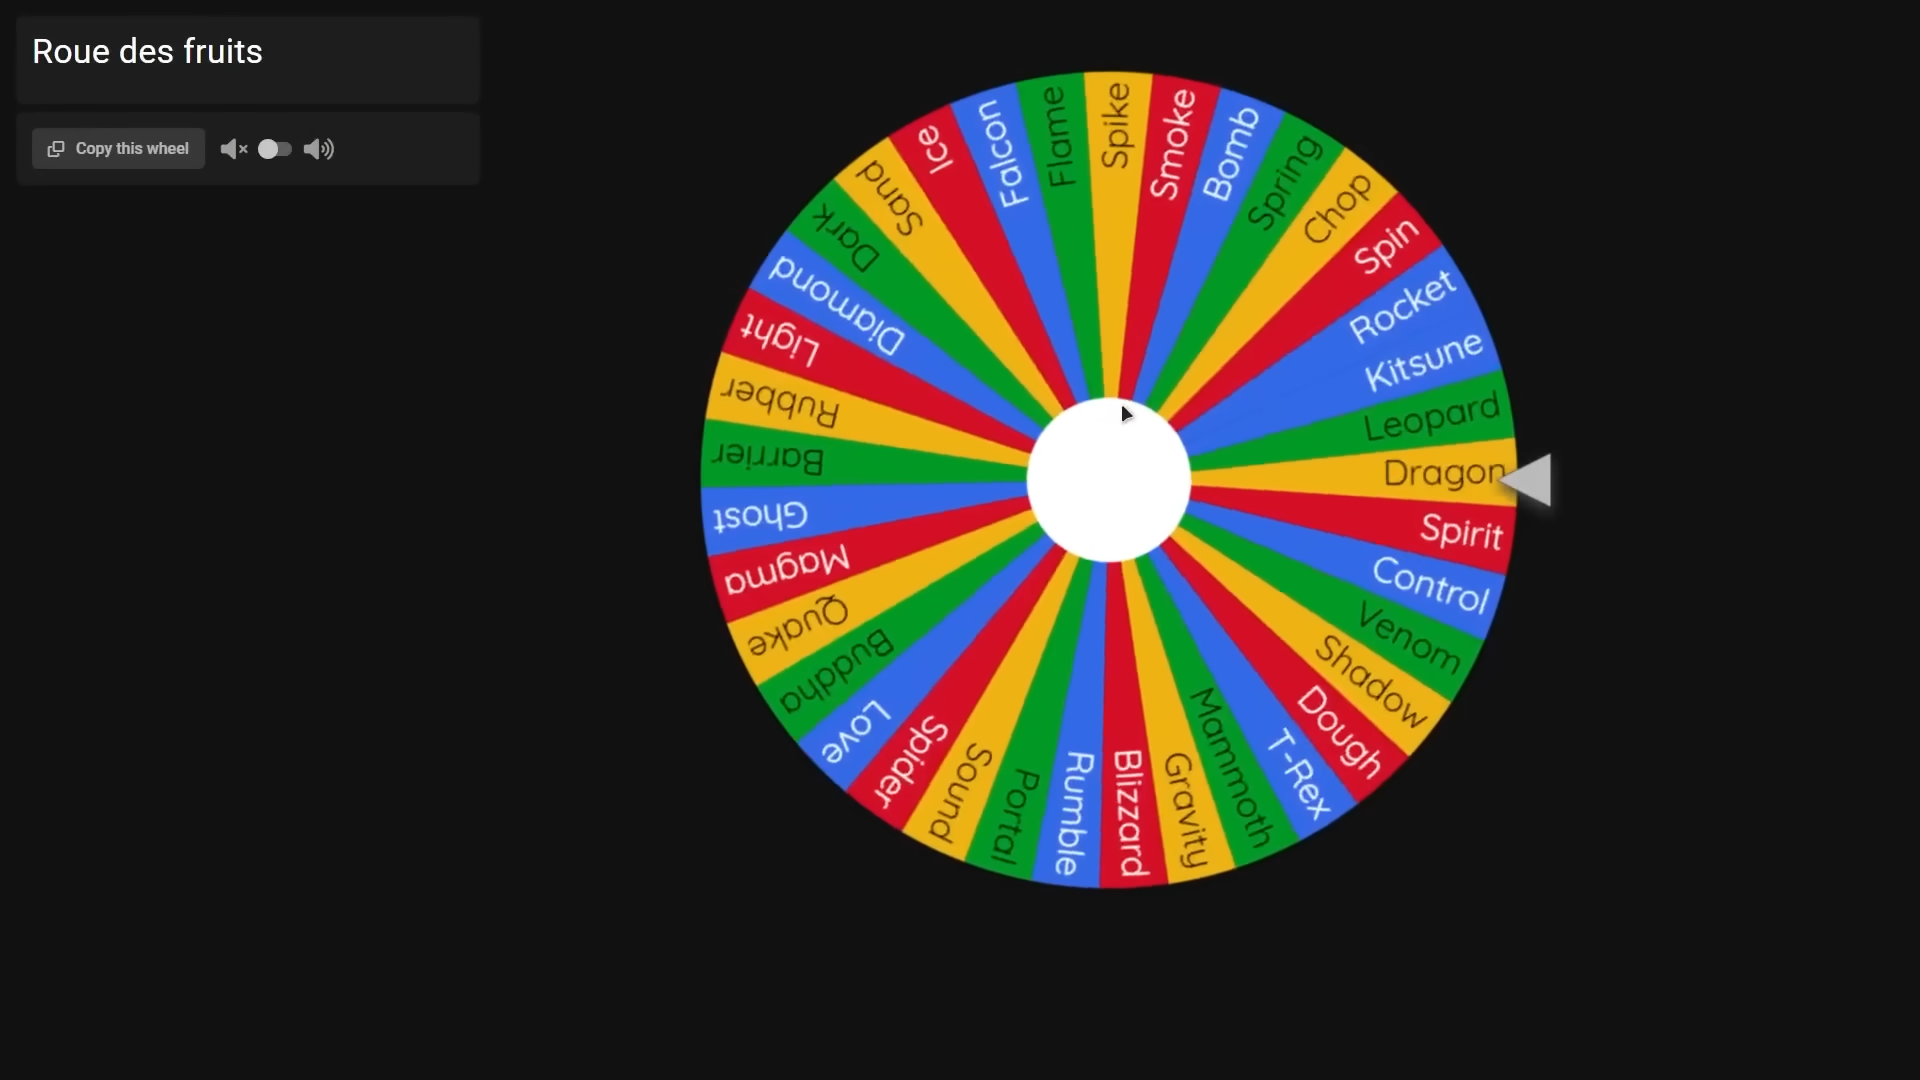 Roue des fruits
Copy this wheel
Spike
Smoke
Bomb
Spring
Chop
Spin
Rocket
Kitsune
Leopard
Dragon
Spirit
Control
Venom
Shadow
Dough
T-Rex
Mammoth
Gravity
Blizzard
Rumble
Portal
Sound
Spider
Love
Buddha
Quake
Magma
Ghost
Barrier
Rubber
Light
Diamond
Dark
Sand
Ice
Falcon
Flame